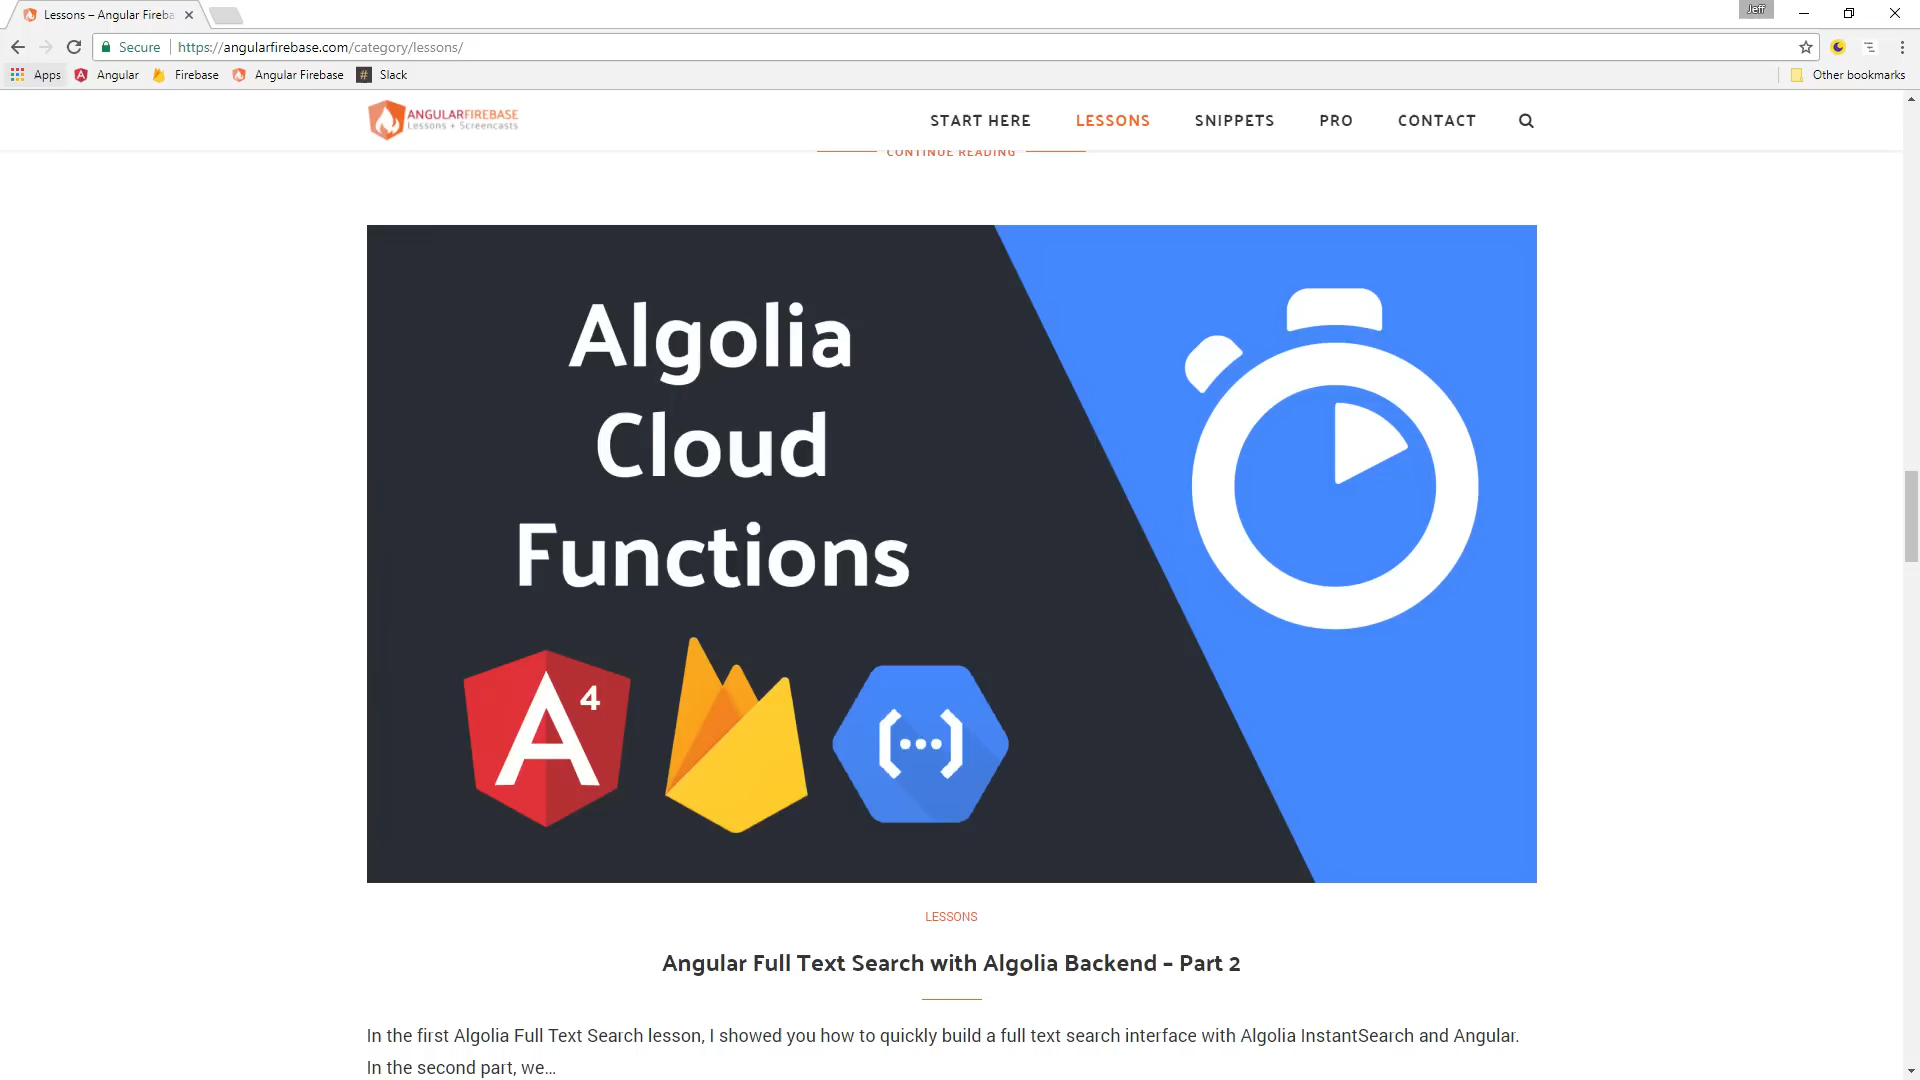 Lessons – Angular Fireba
Jeff
Secure
https://angularfirebase.com/category/lessons/
Apps
Angular
Firebase
Angular Firebase
Slack
Other bookmarks
ANGULARFIREBASE
Lessons + Screencasts
START HERE
LESSONS
SNIPPETS
PRO
CONTACT
CONTINUE READING
Algolia
Cloud
Functions
A 4
(...)
LESSONS
Angular Full Text Search with Algolia Backend – Part 2
In the first Algolia Full Text Search lesson, I showed you how to quickly build a full text search interface with Algolia InstantSearch and Angular.
In the second part, we...